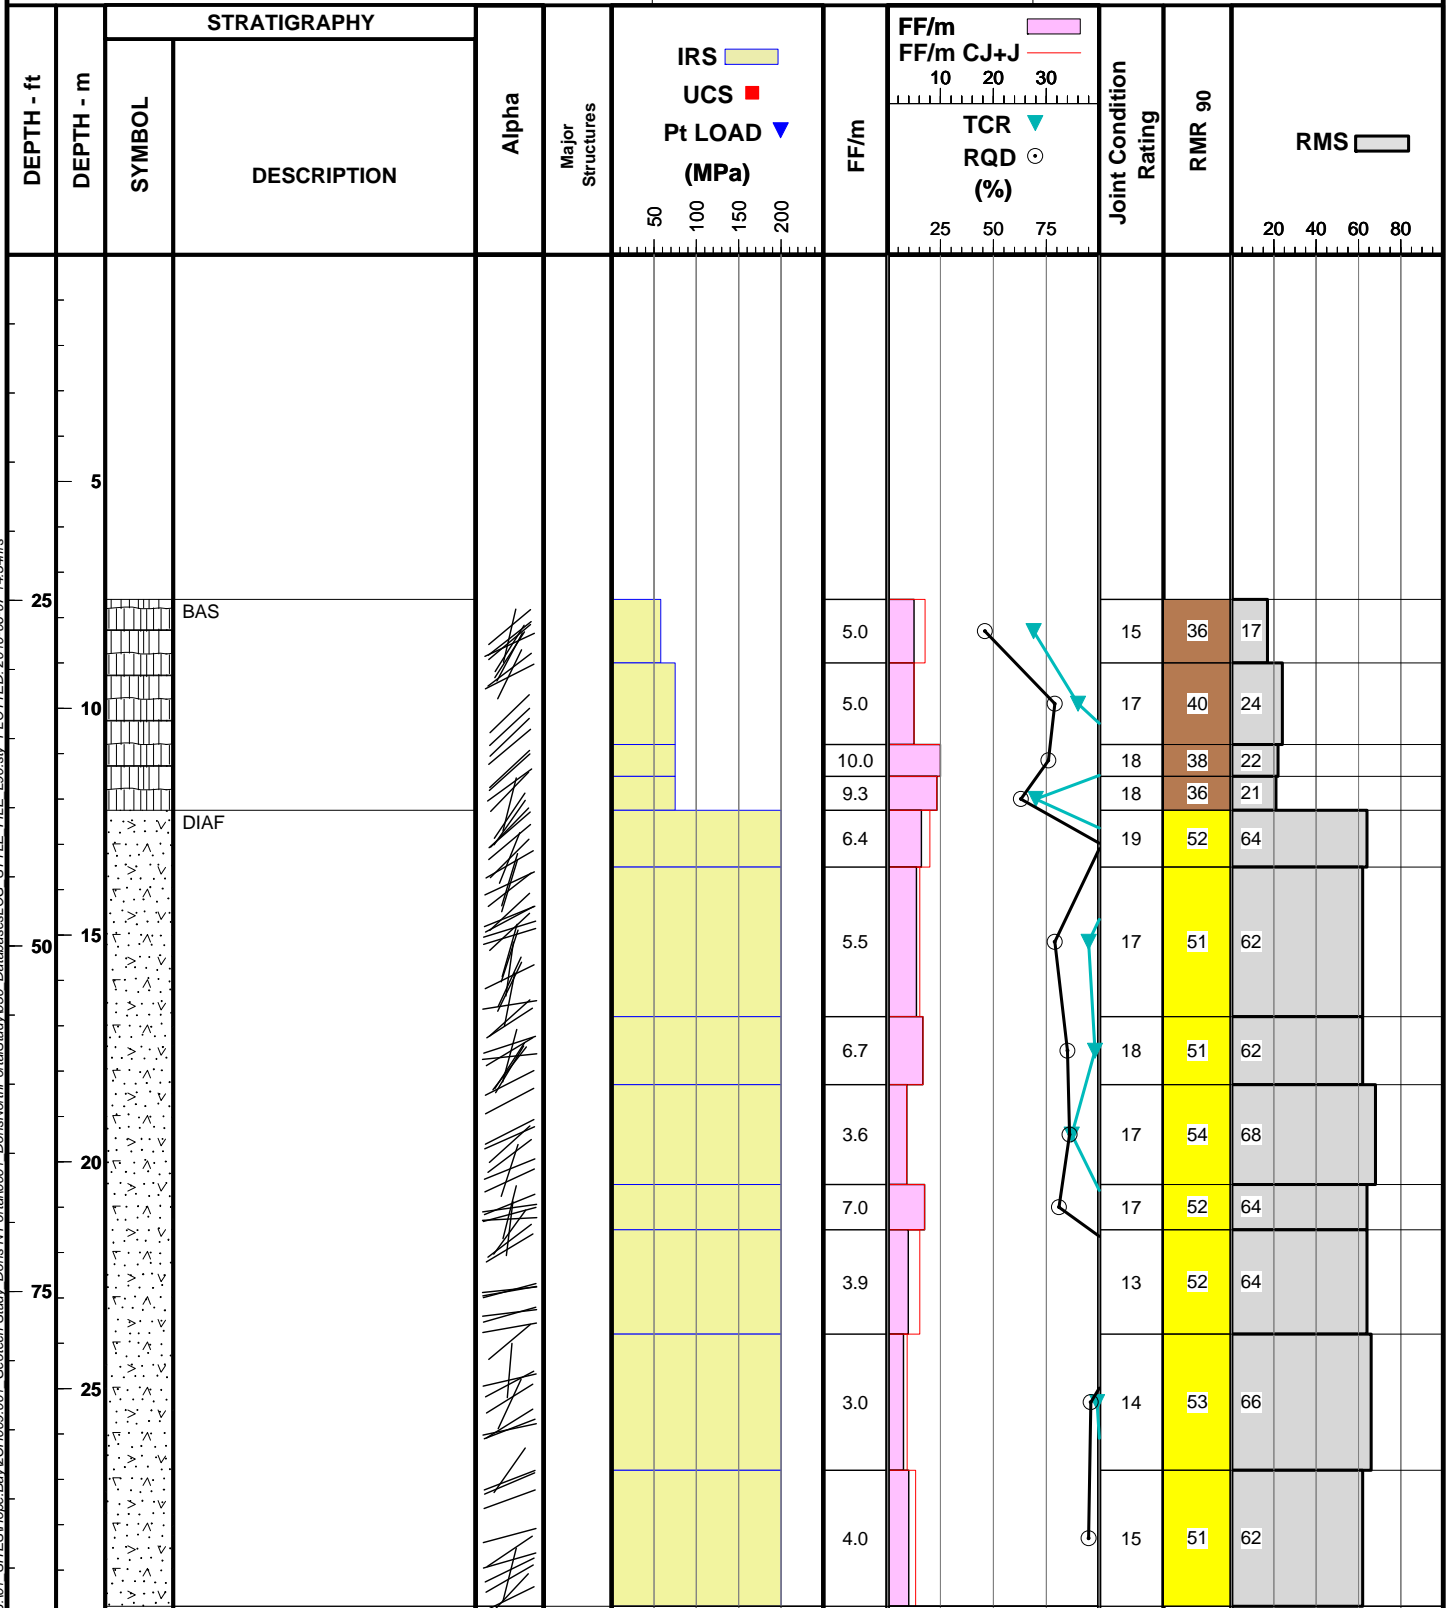 STRATIGRAPHY
DEPTH - ft
DEPTH - m
SYMBOL
DESCRIPTION
Alpha
Major
Structures
IRS
UCS
Pt LOAD
(MPa)
50 100 150 200
FF/m
FF/m
FF/m CJ+J
10 20 30
TCR
RQD
(%)
25 50 75
Joint Condition
Rating
RMR 90
RMS
20 40 60 80
5
25 BAS 5.0 15 36 17
10 5.0 17 40 24
10.0 18 38 22
9.3 18 36 21
DIAF 6.4 19 52 64
50 15 5.5 17 51 62
6.7 18 51 62
20 3.6 17 54 68
7.0 17 52 64
75 3.9 13 52 64
25 3.0 14 53 66
4.0 15 51 62